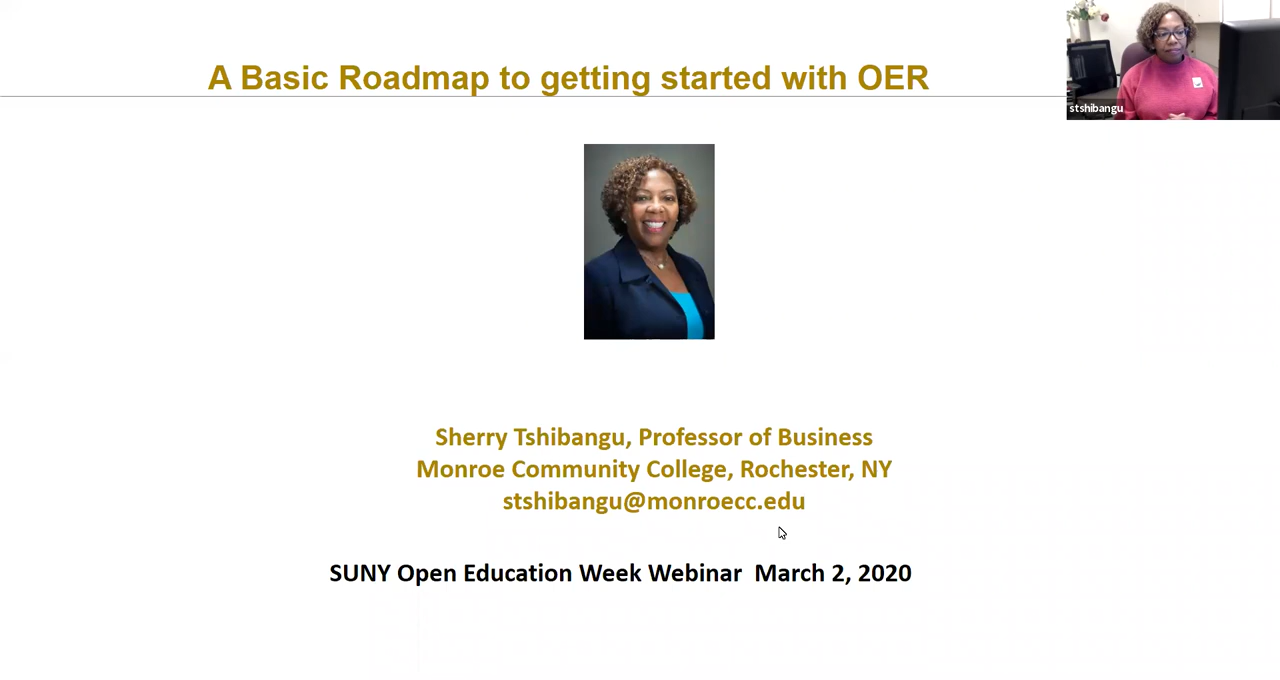 A Basic Roadmap to getting started with OER
stshibangu
Sherry Tshibangu, Professor of Business
Monroe Community College, Rochester, NY
stshibangu@monroecc.edu
SUNY Open Education Week Webinar  March 2, 2020